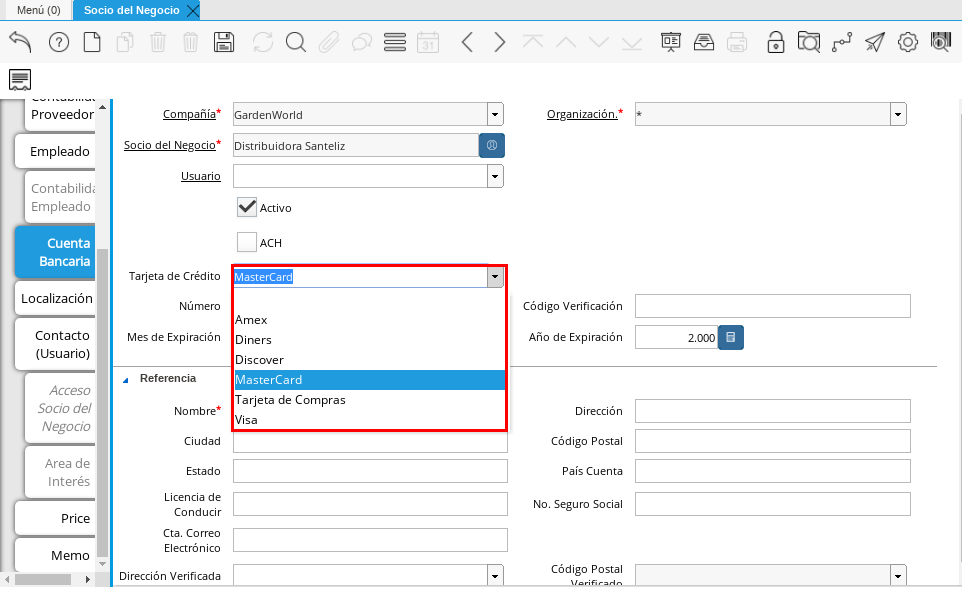 Menú (0)
Socio del Negocio
31
Contabilida
Proveedor
Empleado
Contabilida
Empleado
Cuenta
Bancaria
Localización
Contacto
(Usuario)
Acceso
Socio del
Negocio
Area de
Interés
Price
Memo
Compañía*
GardenWorld
Organización.*
*
Socio del Negocio*
Distribuidora Santeliz
Usuario
Activo
ACH
Tarjeta de Crédito
MasterCard
Número
Código Verificación
Amex
Diners
Discover
MasterCard
Tarjeta de Compras
Visa
Mes de Expiración
Año de Expiración
2.000
Referencia
Nombre*
Dirección
Ciudad
Código Postal
Estado
País Cuenta
Licencia de
Conducir
No. Seguro Social
Cta. Correo
Electrónico
Dirección Verificada
Código Postal
Verificado